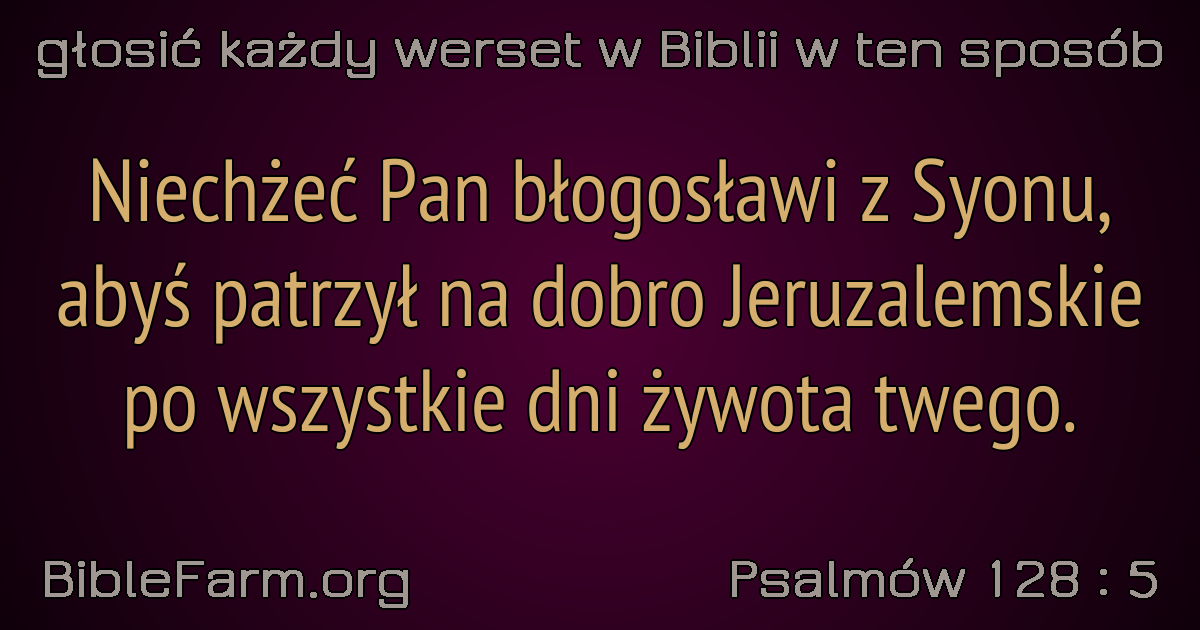 głosić każdy werset w Biblii w ten sposób
Niechżeć Pan błogosławi z Syonu,
abyś patrzył na dobro Jeruzalemskie
po wszystkie dni żywota twego.
BibleFarm.org
Psalmów 128 : 5